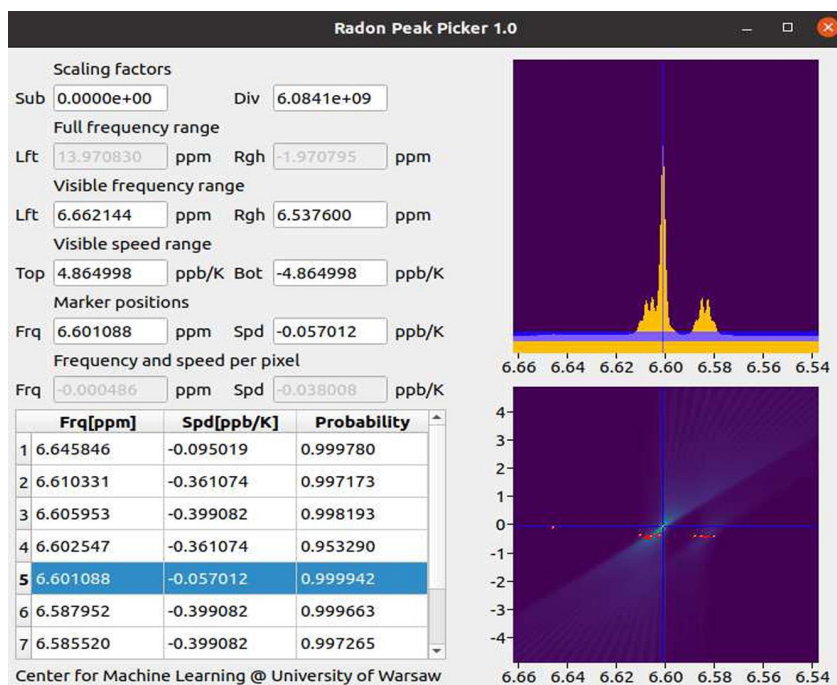 Radon Peak Picker 1.0
Scaling factors
Sub 0.0000e+00 Div 6.0841e+09
Full frequency range
Lft 13.970830 ppm Rgh -1.970795 ppm
Visible frequency range
Lft 6.662144 ppm Rgh 6.537600 ppm
Visible speed range
Top 4.864998 ppb/K Bot -4.864998 ppb/K
Marker positions
Frq 6.601088 ppm Spd -0.057012 ppb/K
Frequency and speed per pixel
Frq -0.000486 ppm Spd -0.038008 ppb/K
Frq[ppm] Spd[ppb/K] Probability
1 6.645846 -0.095019 0.999780
2 6.610331 -0.361074 0.997173
3 6.605953 -0.399082 0.998193
4 6.602547 -0.361074 0.953290
5 6.601088 -0.057012 0.999942
6 6.587952 -0.399082 0.999663
7 6.585520 -0.399082 0.997265
Center for Machine Learning @ University of Warsaw
6.66 6.64 6.62 6.60 6.58 6.56 6.54
4
3
2
1
0
-1
-2
-3
-4
6.66 6.64 6.62 6.60 6.58 6.56 6.54